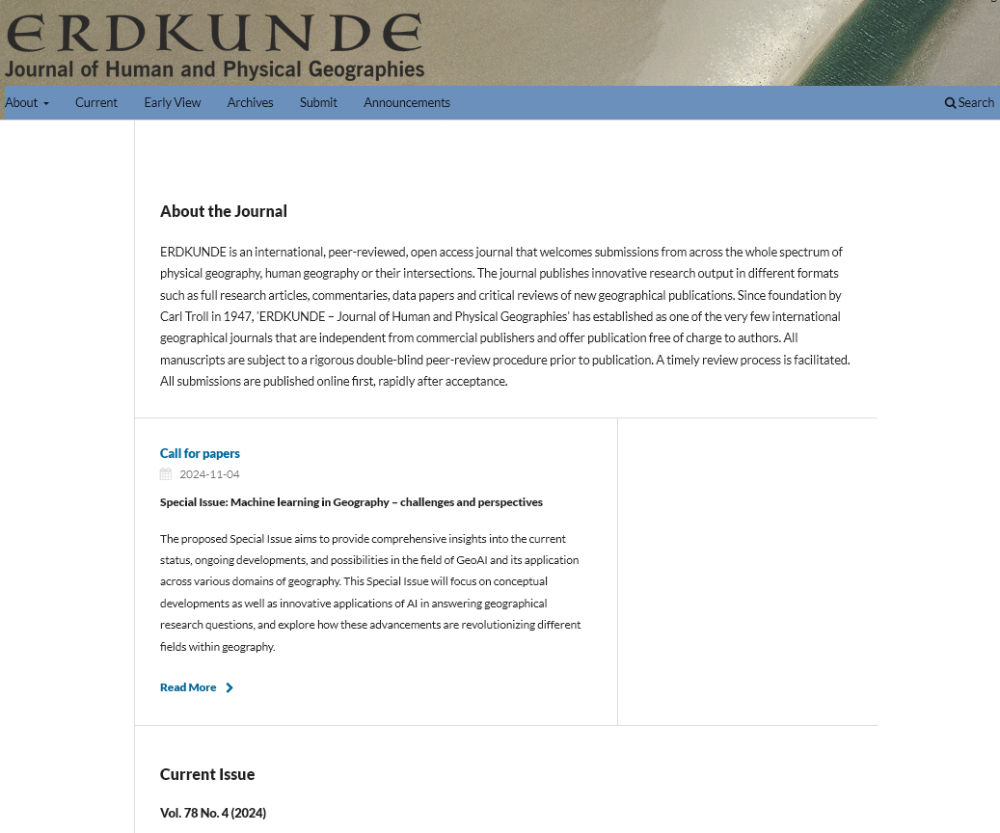 ERDKUNDE
Journal of Human and Physical Geographies
About Current Early View Archives Submit Announcements Search
About the Journal
ERDKUNDE is an international, peer-reviewed, open access journal that welcomes submissions from across the whole spectrum of
physical geography, human geography or their intersections. The journal publishes innovative research output in different formats
such as full research articles, commentaries, data papers and critical reviews of new geographical publications. Since foundation by
Carl Troll in 1947, 'ERDKUNDE – Journal of Human and Physical Geographies' has established as one of the very few international
geographical journals that are independent from commercial publishers and offer publication free of charge to authors. All
manuscripts are subject to a rigorous double-blind peer-review procedure prior to publication. A timely review process is facilitated.
All submissions are published online first, rapidly after acceptance.
Call for papers
2024-11-04
Special Issue: Machine learning in Geography – challenges and perspectives
The proposed Special Issue aims to provide comprehensive insights into the current
status, ongoing developments, and possibilities in the field of GeoAI and its application
across various domains of geography. This Special Issue will focus on conceptual
developments as well as innovative applications of AI in answering geographical
research questions, and explore how these advancements are revolutionizing different
fields within geography.
Read More
Current Issue
Vol. 78 No. 4 (2024)